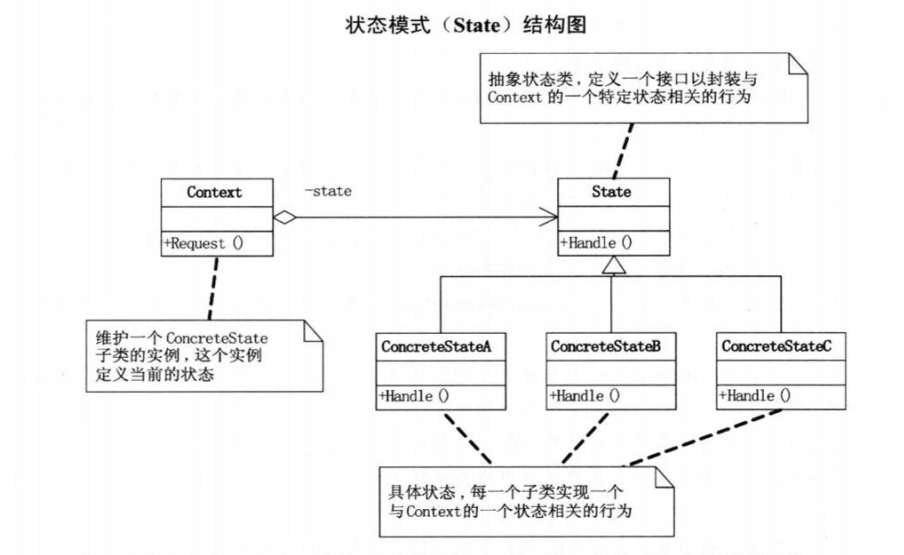 状态模式（State）结构图
抽象状态类，定义一个接口以封装与
Context 的一个特定状态相关的行为
Context
-state
State
+Request()
+Handle()
维护一个 ConcreteState
子类的实例，这个实例
定义当前的状态
ConcreteStateA
ConcreteStateB
ConcreteStateC
+Handle()
+Handle()
+Handle()
具体状态，每一个子类实现一个
与Context的一个状态相关的行为